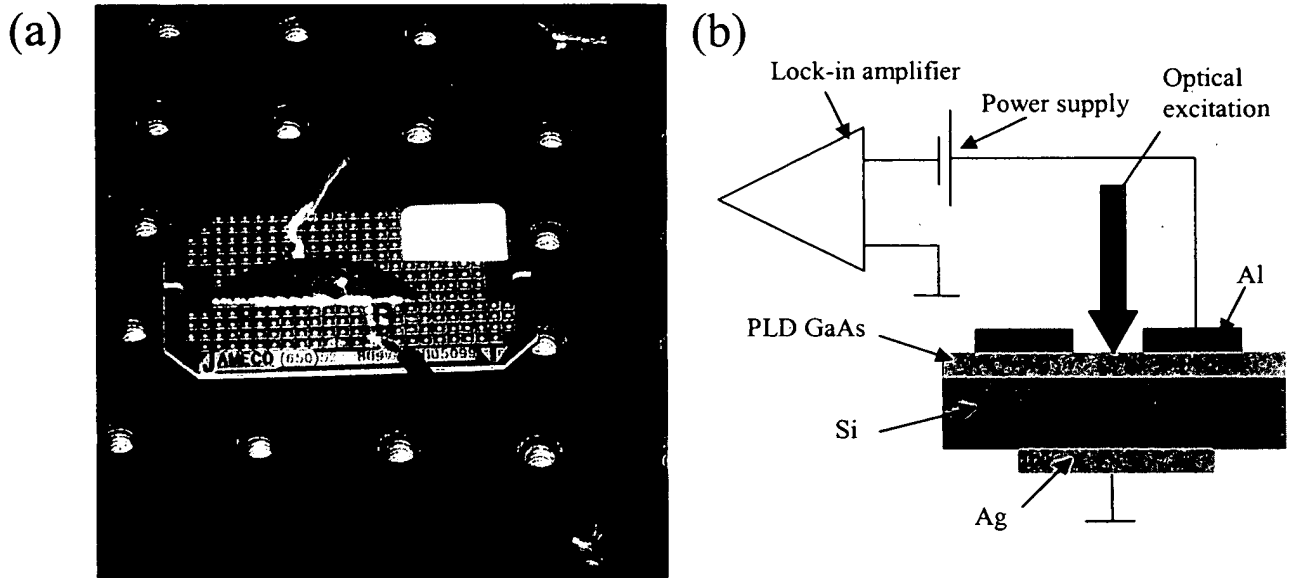 (a)
JAMECO
(b)
Lock-in amplifier
Power supply
Optical
excitation
Al
PLD GaAs
Si
Ag